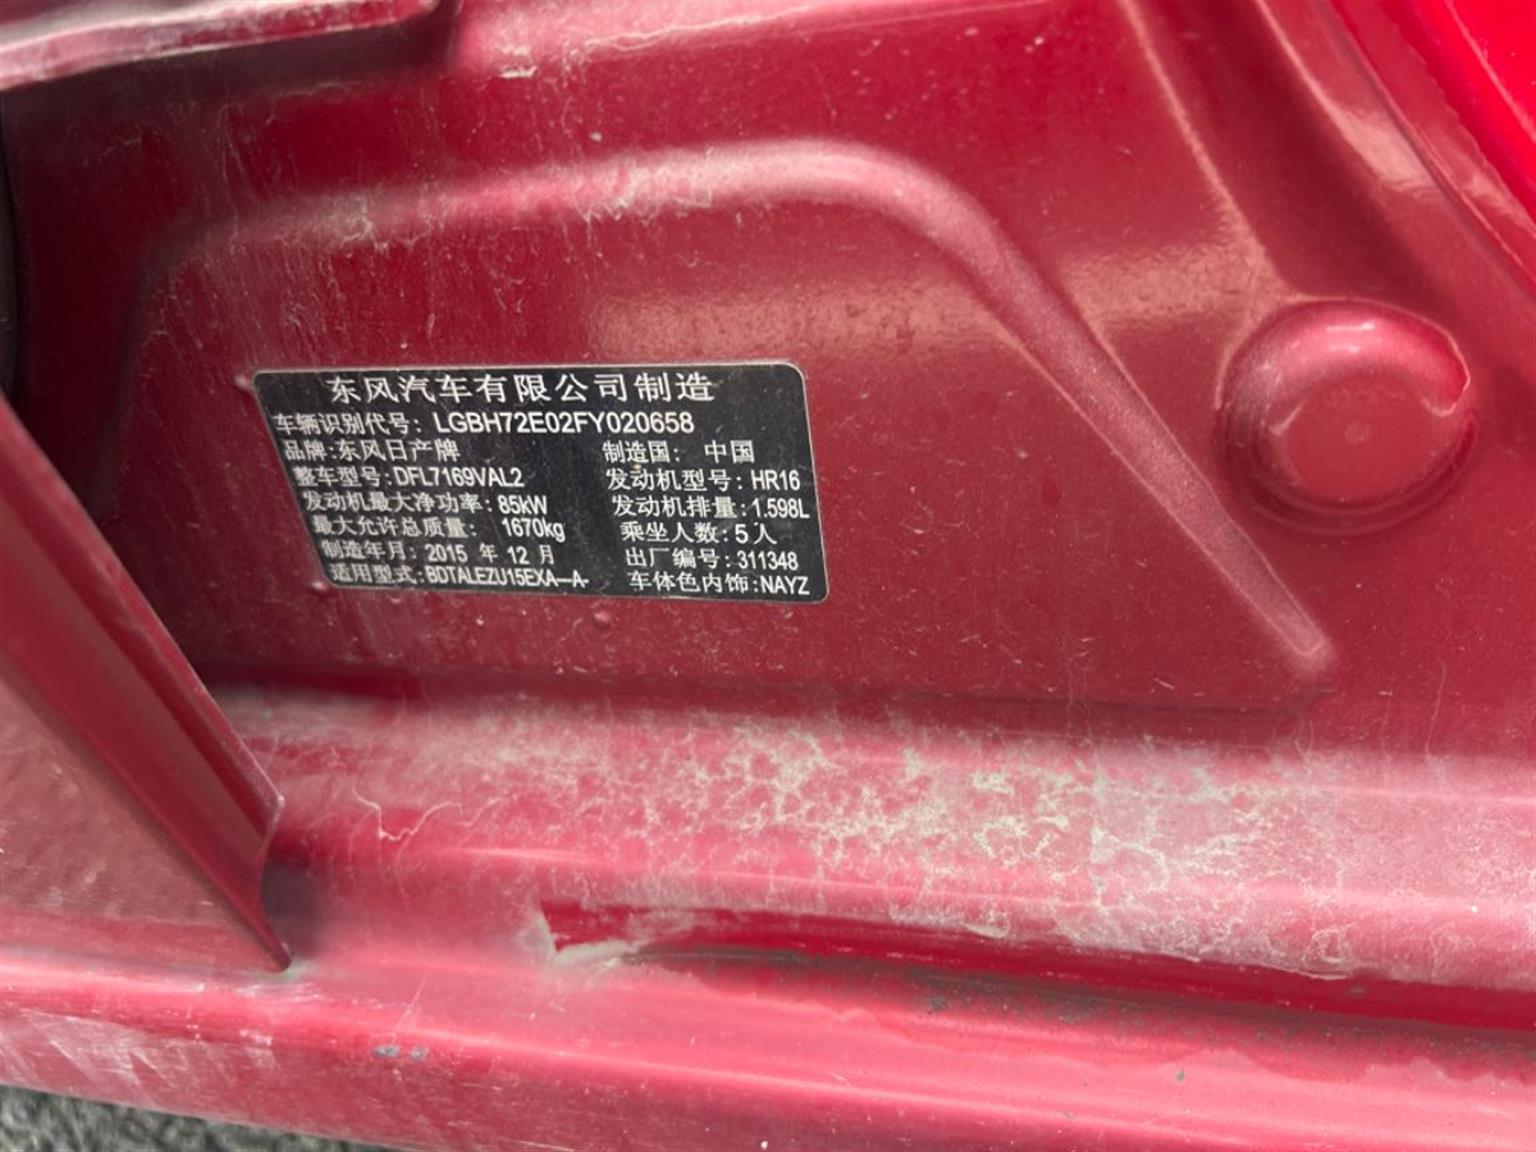 东风汽车有限公司制造
车辆识别代号: LGBH72E02FY020658
品牌:东风日产牌 制造国: 中国
整车型号:DFL7169VAL2 发动机型号: HR16
发动机最大净功率: 85kW 发动机排量:1.598L
最大允许总质量: 1670kg 乘坐人数:5人
制造年月: 2015 年 12 月 出厂编号:311348
适用型式:BDTALEZU15EXA—A- 车体色内饰:NAYZ